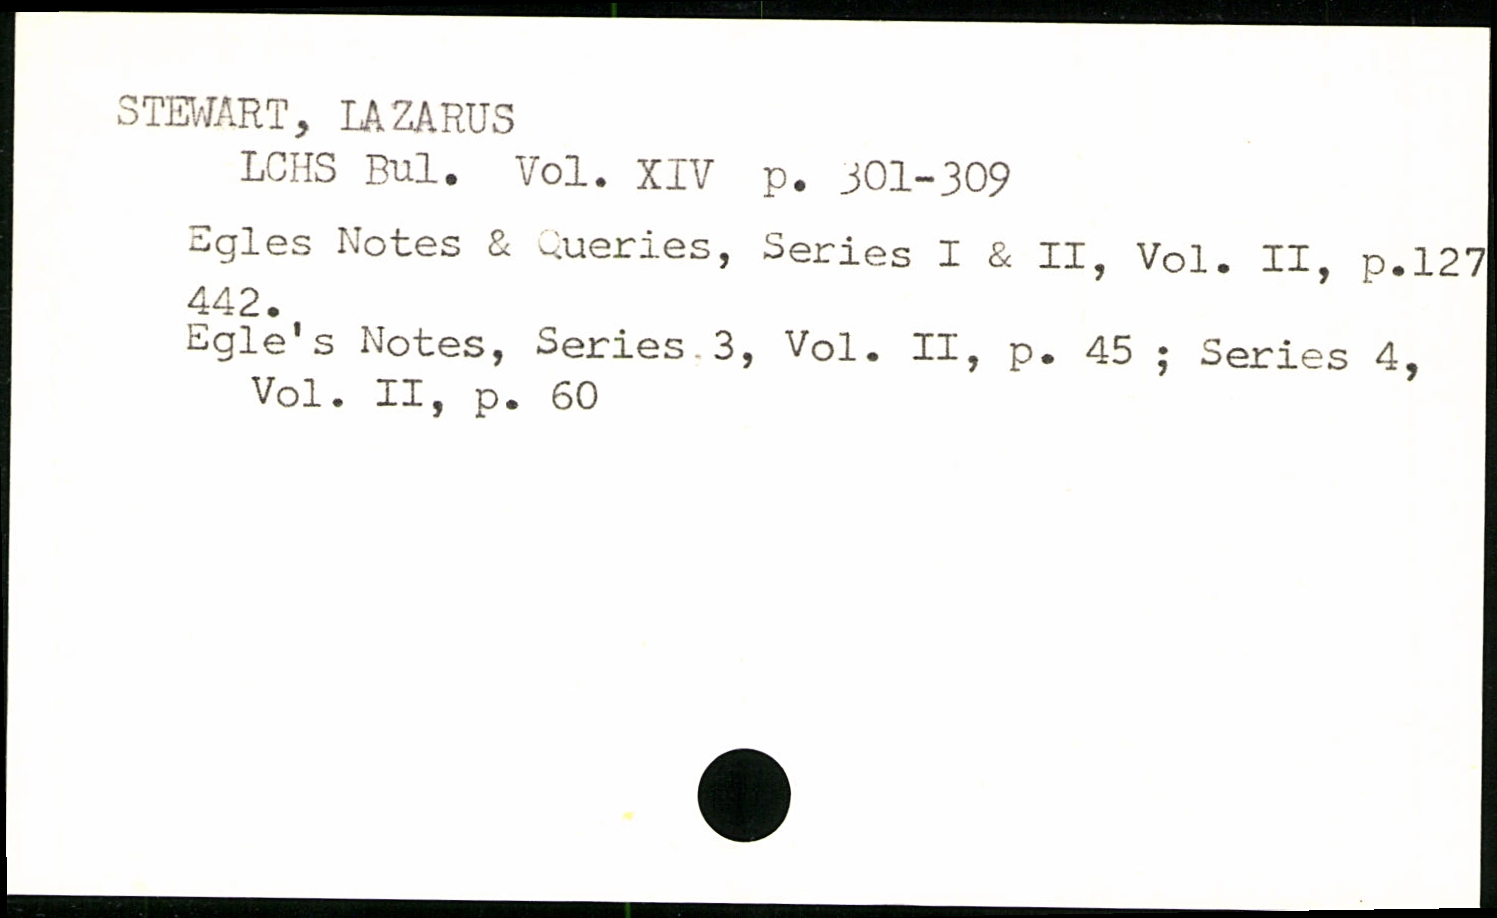 STEWART, LAZARUS
LCHS Bul. Vol. XIV p. 301-309
Egles Notes & Queries, Series I & II, Vol. II, p.127
442.
Egle's Notes, Series 3, Vol. II, p. 45 ; Series 4,
Vol. II, p. 60